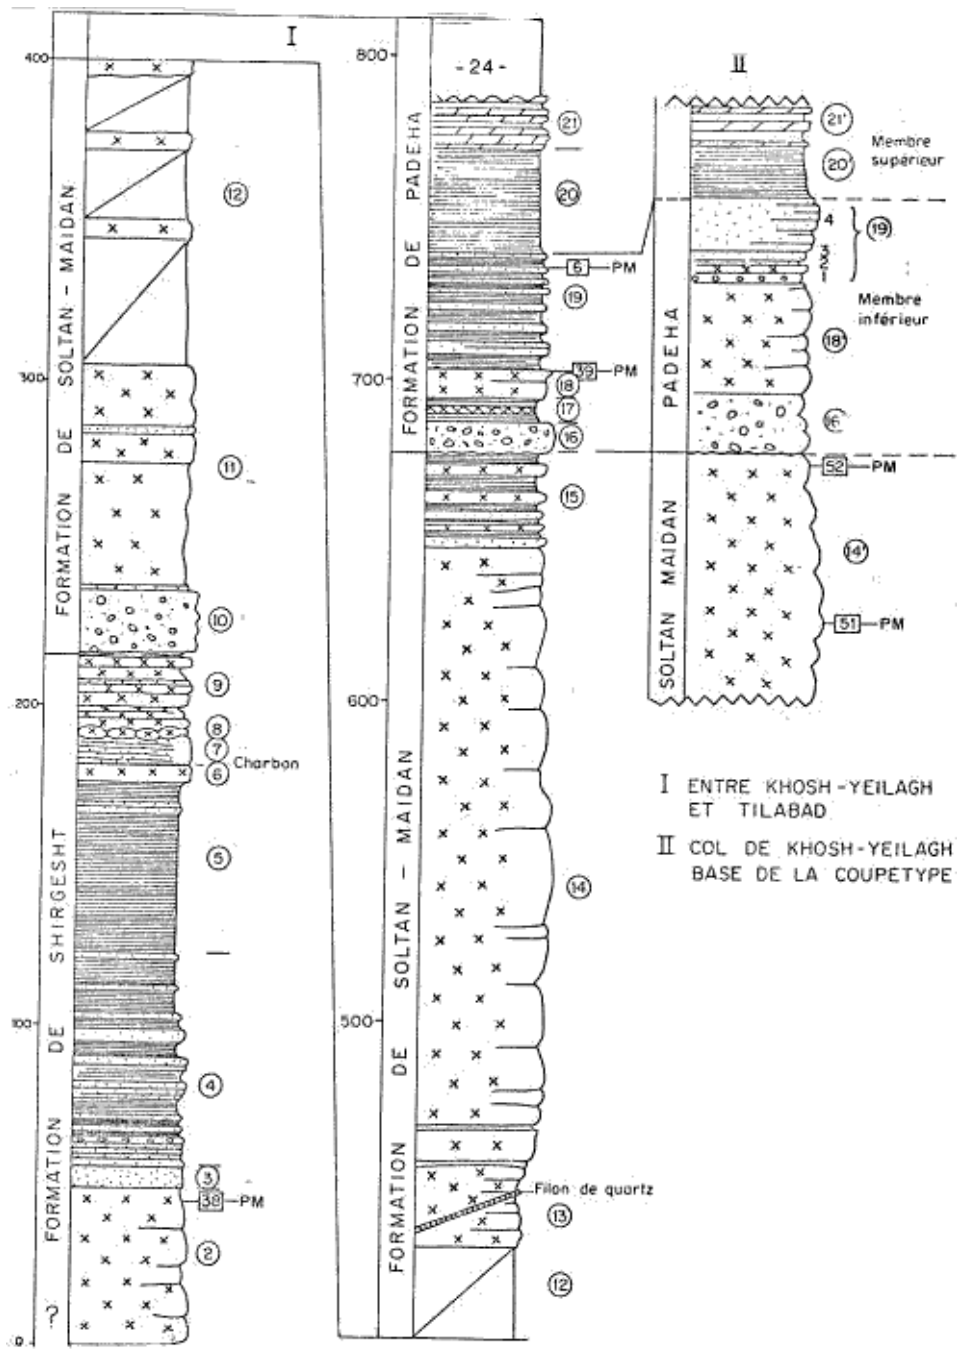 I
400
300
200
100
0
FORMATION DE SOLTAN - MAIDAN
FORMATION DE SHIRGESHT
?
12
11
10
9
8
7
Charbon
6
5
4
3
38 PM
2
800
700
600
500
FORMATION DE PADEHA
FORMATION DE SOLTAN - MAIDAN
- 24 -
21
20
6 PM
19
39 PM
18
17
16
15
14
Filon de quartz
13
12
II
PADEHA
SOLTAN MAIDAN
21'
Membre
supérieur
20'
4
19
Membre
inférieur
18'
16
52 PM
14'
51 PM
I ENTRE KHOSH-YEILAGH
ET TILABAD
II COL DE KHOSH-YEILAGH
BASE DE LA COUPETYPE